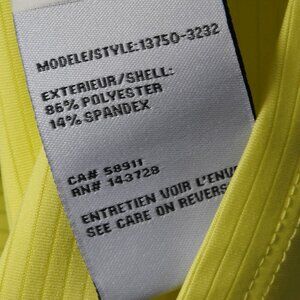 MODELE/STYLE:13750-3232
EXTERIEUR/SHELL:
86% POLYESTER
14% SPANDEX
CA# 58911
RN# 143728
ENTRETIEN VOIR L'ENV
SEE CARE ON REVERS